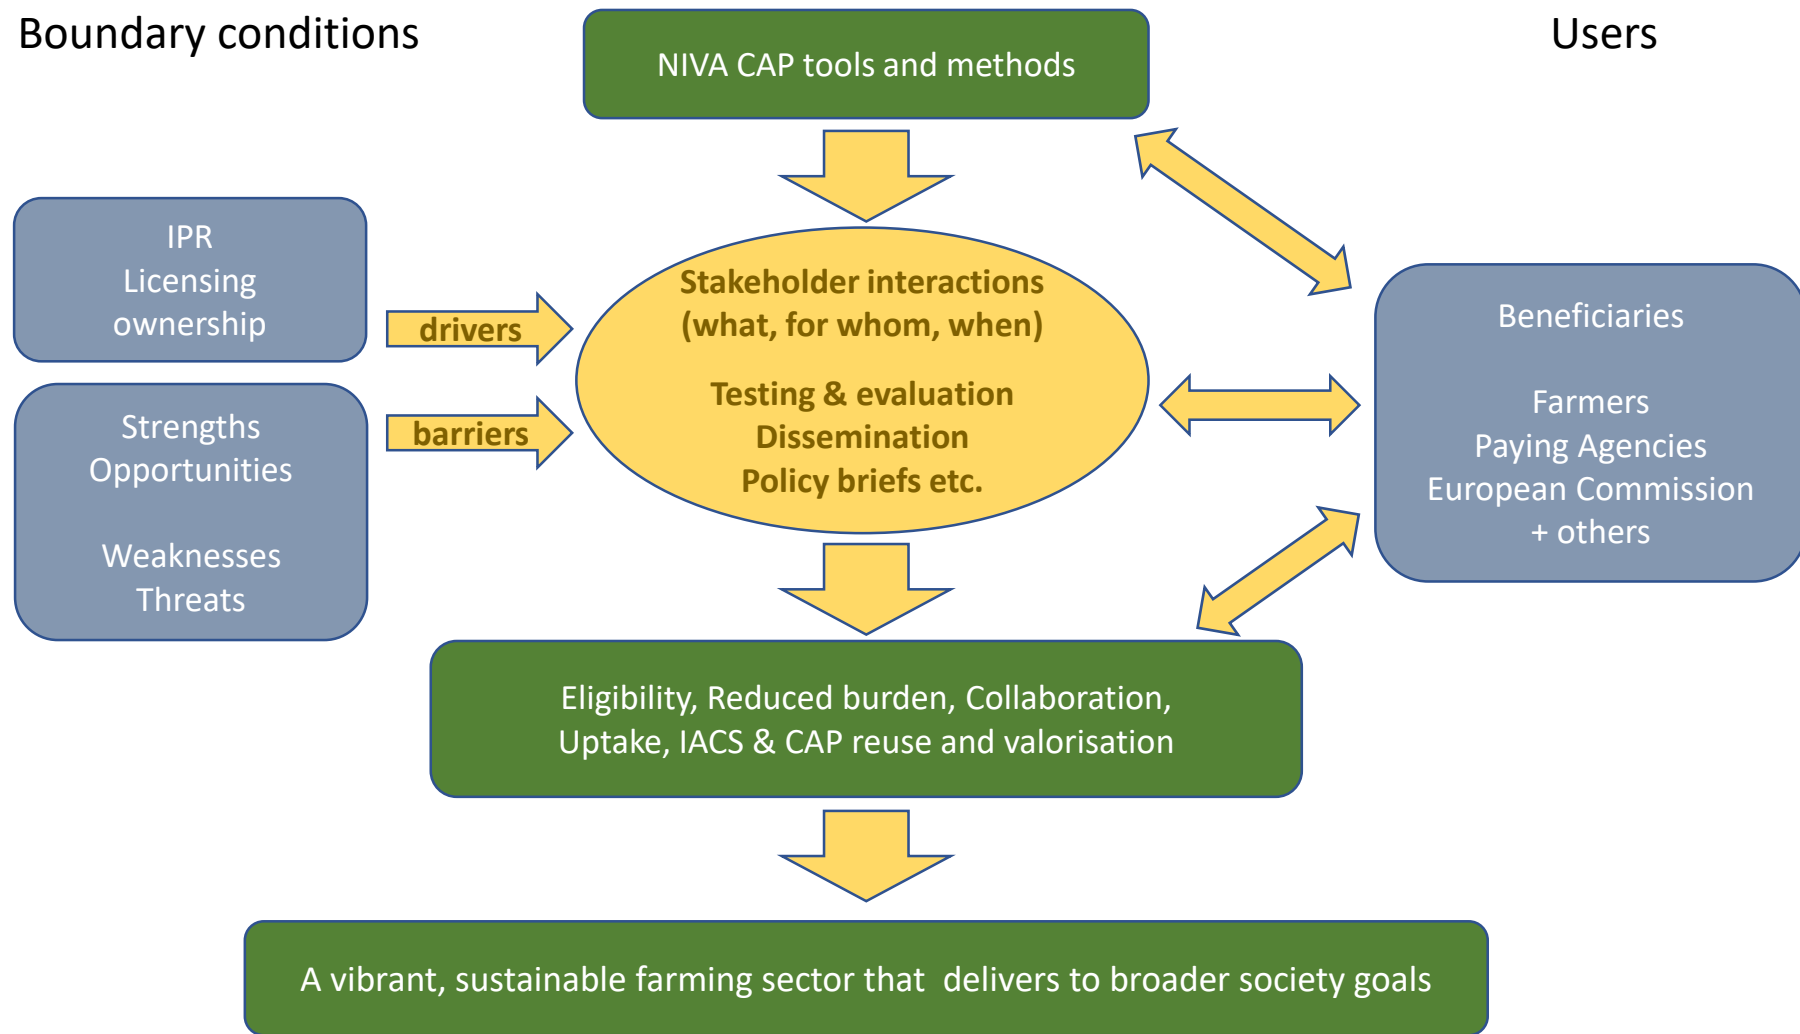 Boundary conditions
Users
NIVA CAP tools and methods
IPR
Licensing
ownership
drivers
Strengths
Opportunities
Weaknesses
Threats
barriers
Stakeholder interactions
(what, for whom, when)
Testing & evaluation
Dissemination
Policy briefs etc.
Beneficiaries
Farmers
Paying Agencies
European Commission
+ others
Eligibility, Reduced burden, Collaboration,
Uptake, IACS & CAP reuse and valorisation
A vibrant, sustainable farming sector that  delivers to broader society goals